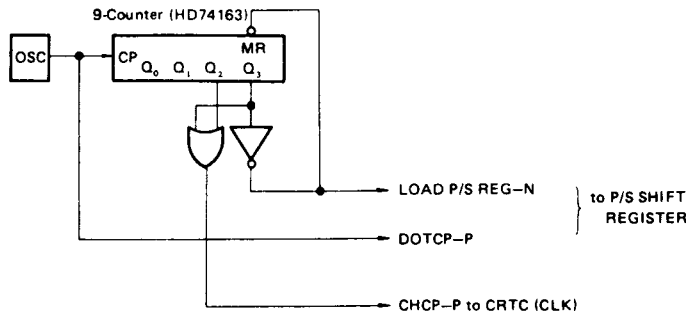 9-Counter (HD74163)
OSC
CP
MR
Q0 Q1 Q2 Q3
LOAD P/S REG-N
to P/S SHIFT
REGISTER
DOTCP-P
CHCP-P to CRTC (CLK)